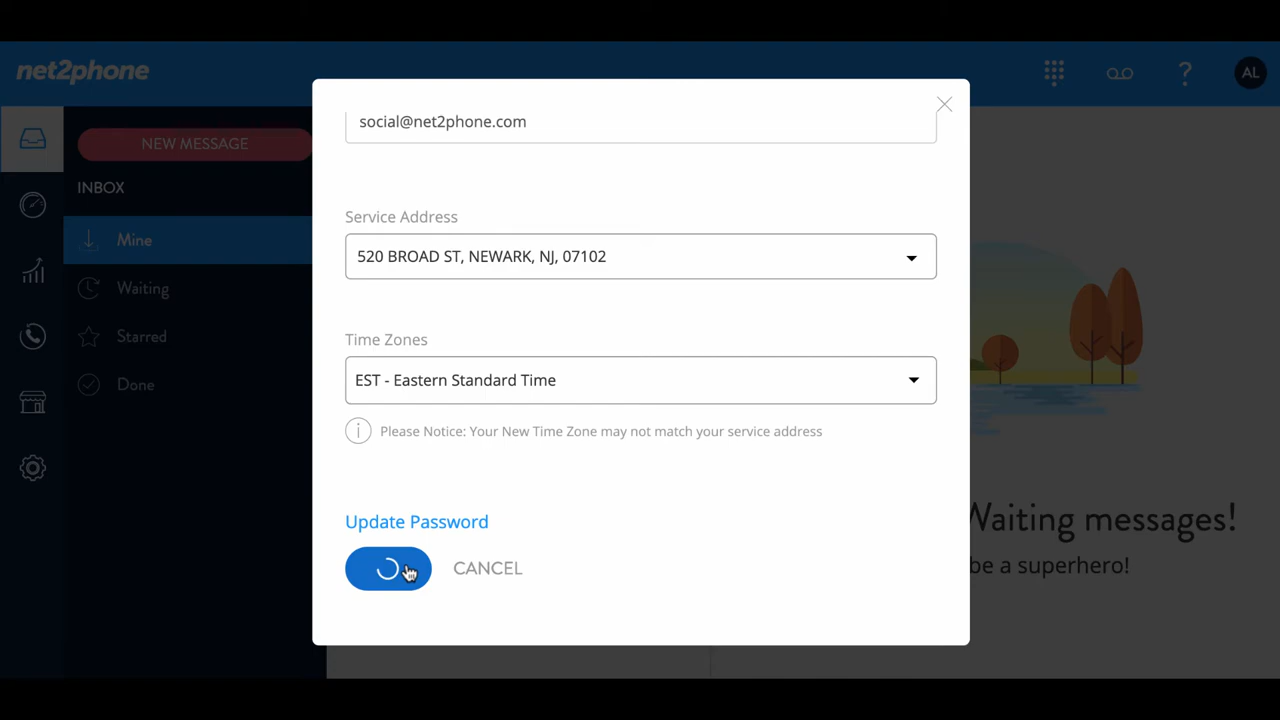 net2phone
?
AL
NEW MESSAGE
INBOX
Mine
Waiting
Starred
Done
social@net2phone.com
Service Address
520 BROAD ST, NEWARK, NJ, 07102
Time Zones
EST - Eastern Standard Time
i Please Notice: Your New Time Zone may not match your service address
Update Password
CANCEL
Waiting messages!
be a superhero!